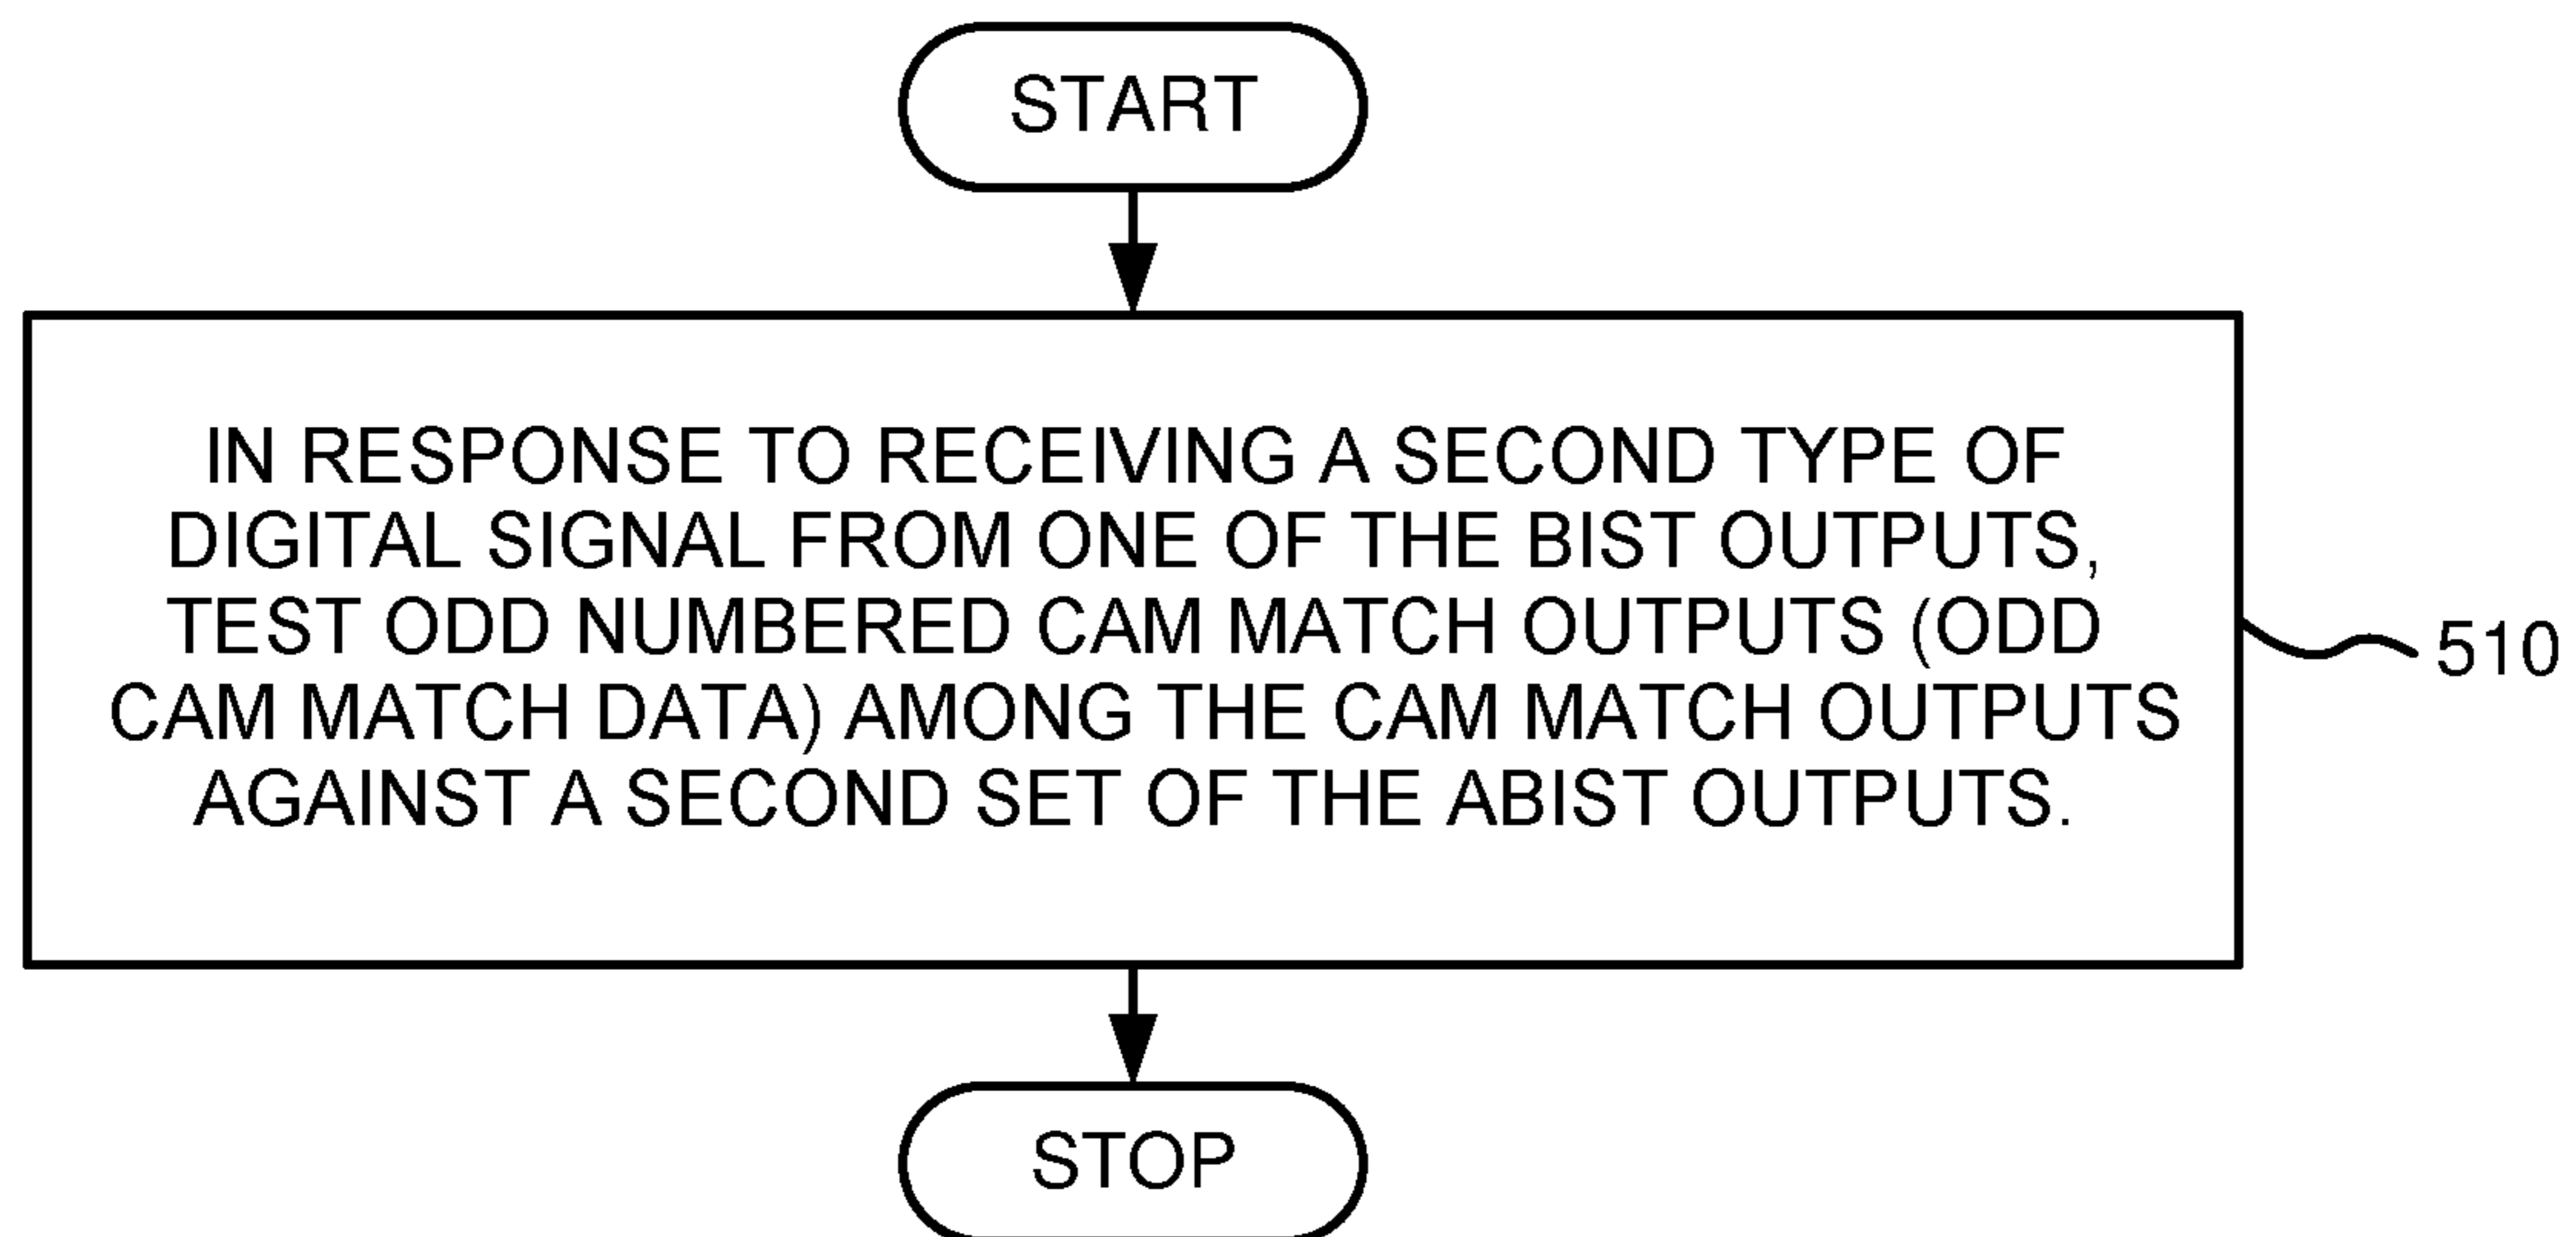 START
IN RESPONSE TO RECEIVING A SECOND TYPE OF
DIGITAL SIGNAL FROM ONE OF THE BIST OUTPUTS,
TEST ODD NUMBERED CAM MATCH OUTPUTS (ODD
CAM MATCH DATA) AMONG THE CAM MATCH OUTPUTS
AGAINST A SECOND SET OF THE ABIST OUTPUTS.
510
STOP